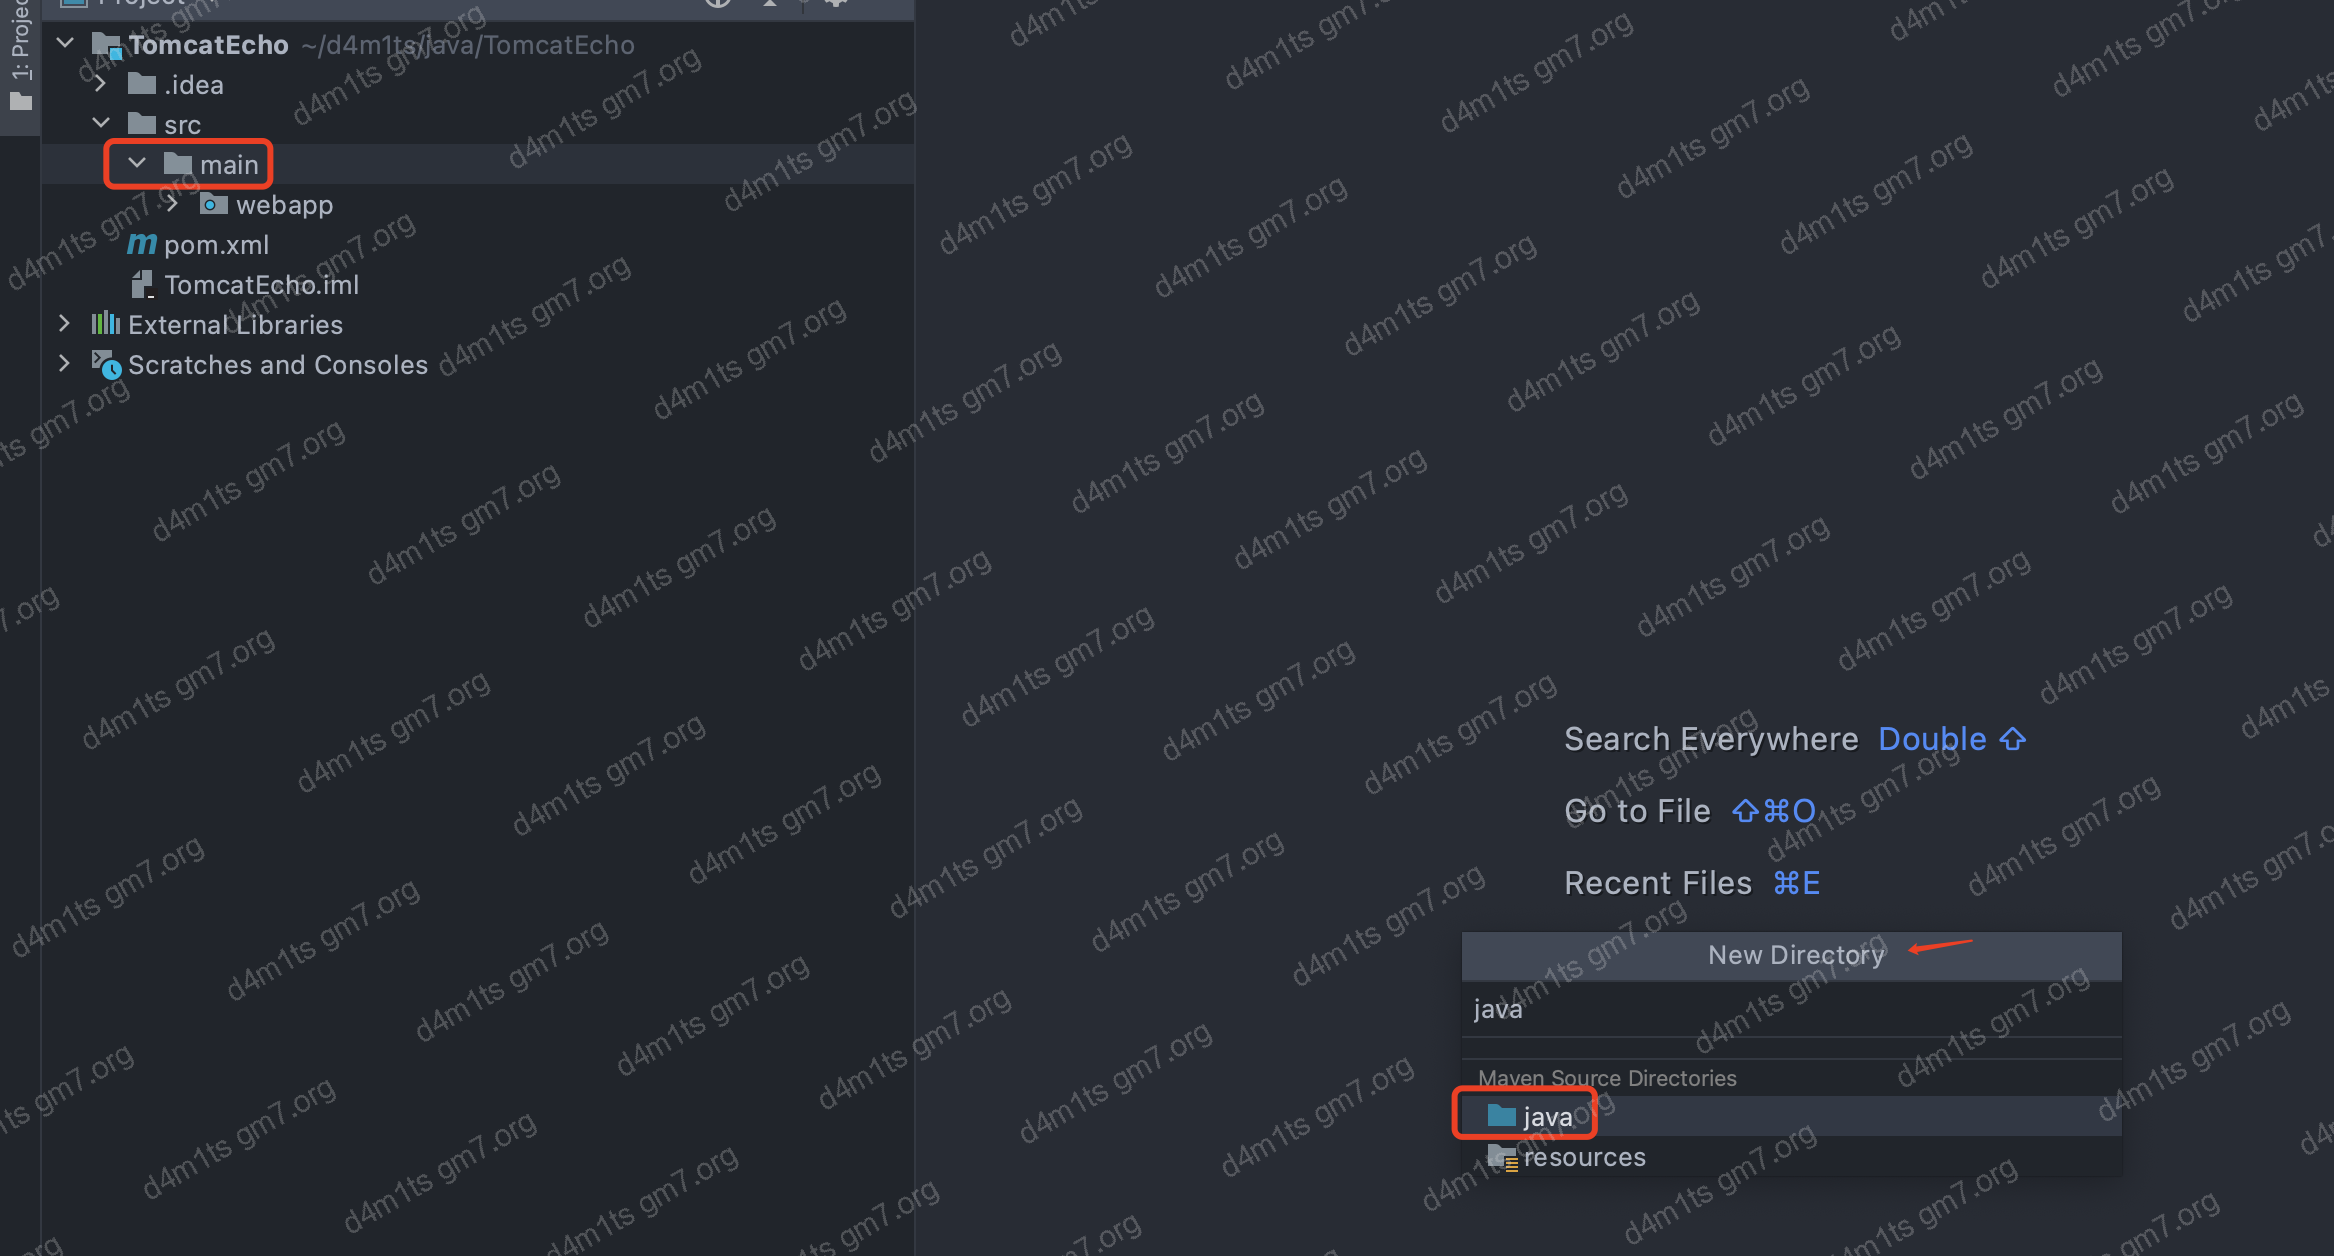 Project
1: Project
TomcatEcho ~/d4m1ts/java/TomcatEcho
.idea
src
main
webapp
pom.xml
TomcatEcho.iml
External Libraries
Scratches and Consoles
Search Everywhere Double ⇧
Go to File ⇧⌘O
Recent Files ⌘E
New Directory
java
Maven Source Directories
java
resources
d4m1ts gm7.org